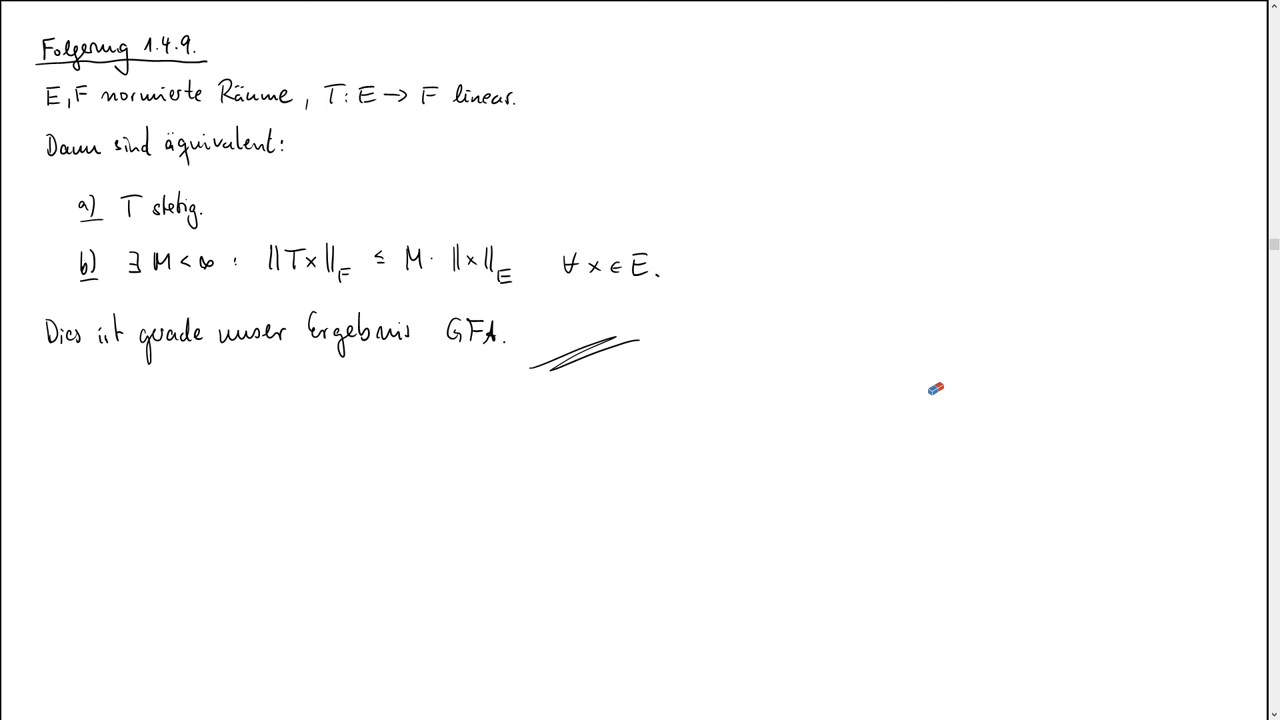 Folgerung 1.4.9.
E, F normierte Räume, T: E → F linear.
Dann sind äquivalent:
a) T stetig.
b) ∃ M < ∞ : ||Tx||_F ≤ M · ||x||_E ∀ x ∈ E.
Dies ist gerade unser Ergebnis GFA.